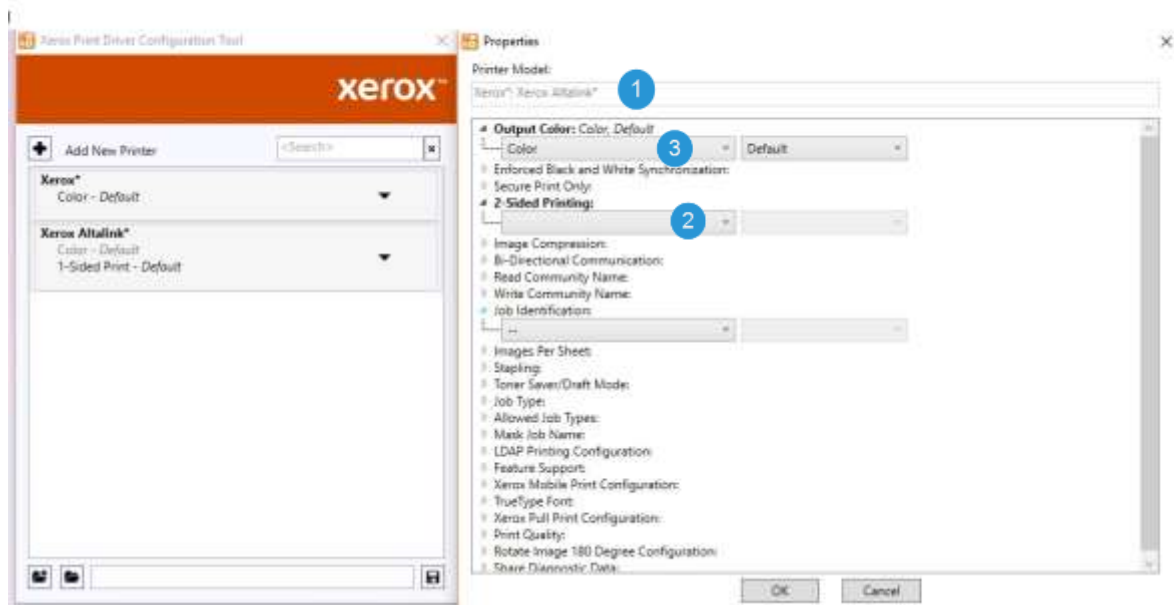 Xerox Print Driver Configuration Tool
xerox™
Add New Printer
<Search>
Xerox*
Color - Default
Xerox Altalink*
Color - Default
1-Sided Print - Default
Properties
Printer Model:
Xerox*: Xerox Altalink*
1
Output Color: Color, Default
Color 3 Default
Enforced Black and White Synchronization:
Secure Print Only:
2-Sided Printing:
2
Image Compression:
Bi-Directional Communication:
Read Community Name:
Write Community Name:
Job Identification:
--
Images Per Sheet:
Stapling:
Toner Saver/Draft Mode:
Job Type:
Allowed Job Types:
Mask Job Name:
LDAP Printing Configuration:
Feature Support:
Xerox Mobile Print Configuration:
TrueType Font:
Xerox Pull Print Configuration:
Print Quality:
Rotate Image 180 Degree Configuration:
Share Diagnostic Data:
OK Cancel